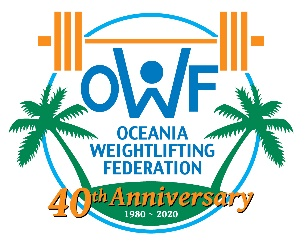 OWF
OCEANIA
WEIGHTLIFTING
FEDERATION
40th Anniversary
1980 ~ 2020